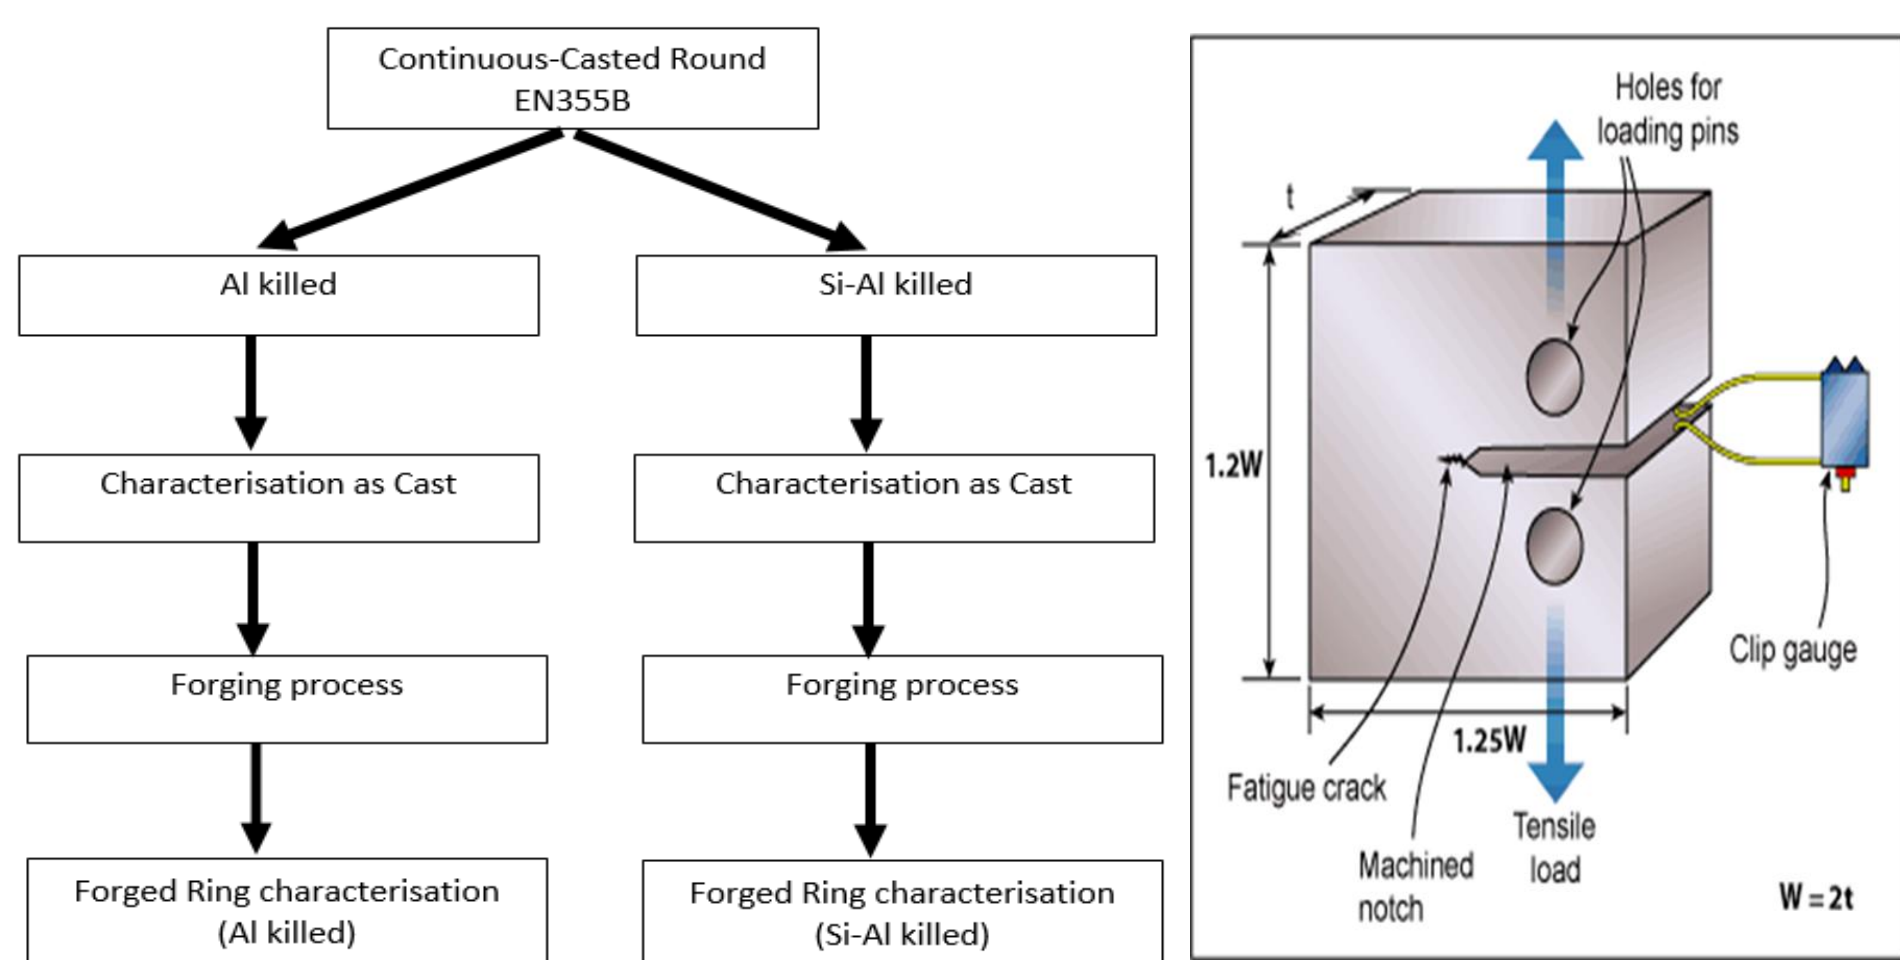 Continuous-Casted Round
EN355B
Al killed
Si-Al killed
Characterisation as Cast
Characterisation as Cast
Forging process
Forging process
Forged Ring characterisation
(Al killed)
Forged Ring characterisation
(Si-Al killed)
Holes for
loading pins
t
1.2W
Clip gauge
1.25W
Fatigue crack
Tensile
load
Machined
notch
W = 2t